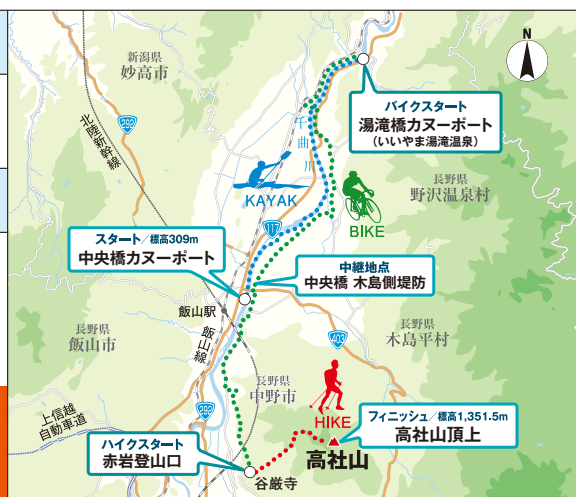 N
新潟県
妙高市
292
北陸新幹線
千曲川
バイクスタート
湯滝橋カヌーポート
(いいやま湯滝温泉)
長野県
野沢温泉村
KAYAK
BIKE
117
スタート/標高309m
中央橋カヌーポート
中継地点
中央橋 木島側堤防
飯山駅
飯山線
長野県
飯山市
403
長野県
木島平村
長野県
中野市
292
上信越
自動車道
HIKE
フィニッシュ/標高1,351.5m
高社山頂上
高社山
ハイクスタート
赤岩登山口
谷厳寺